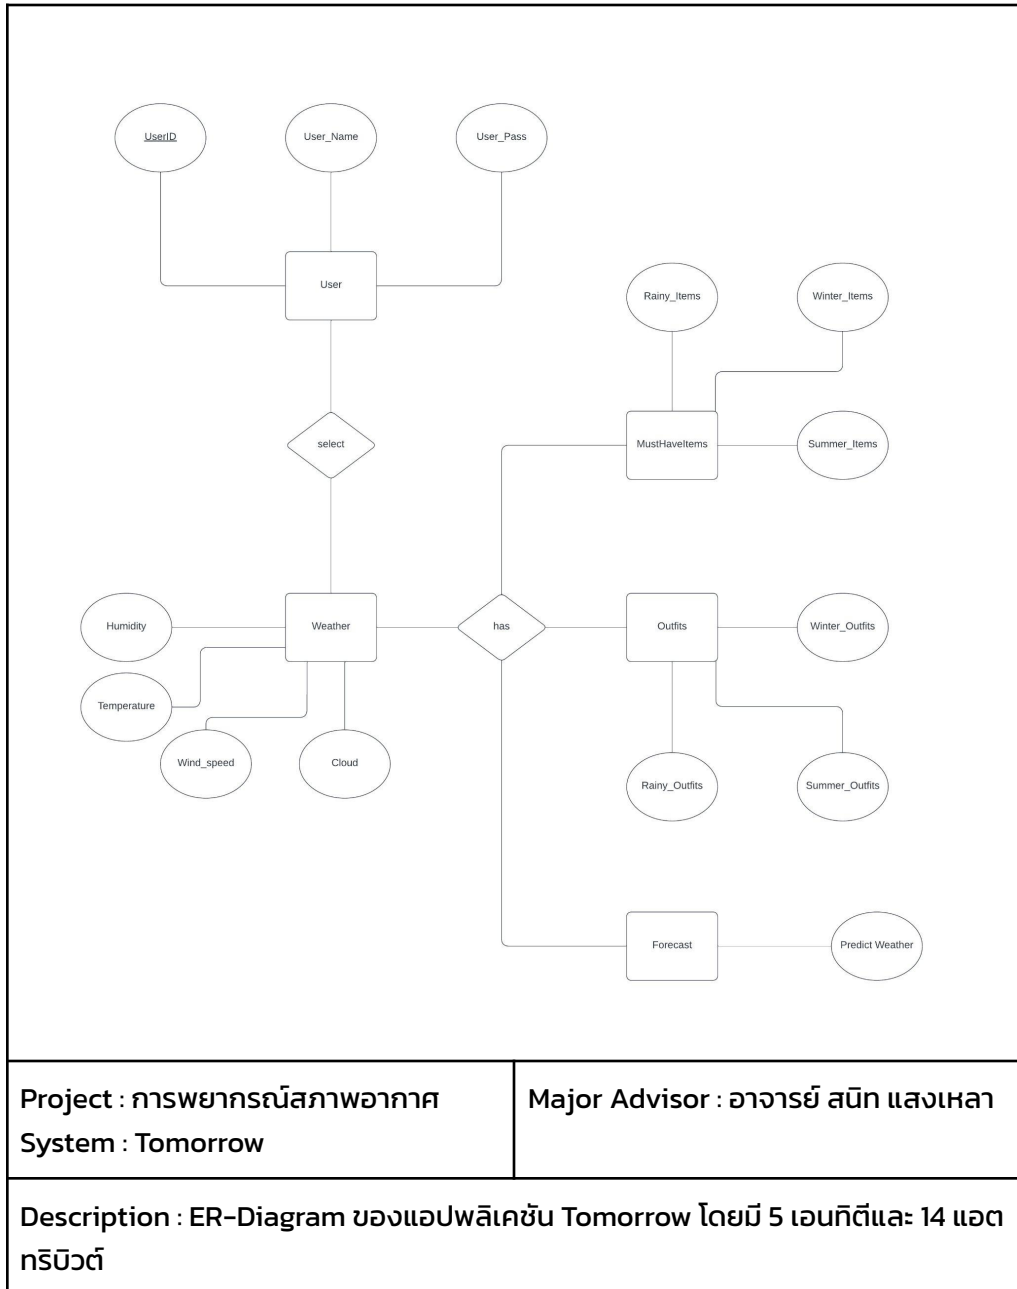 UserID
User_Name
User_Pass
User
Rainy_Items
Winter_Items
select
MustHaveItems
Summer_Items
Humidity
Weather
has
Outfits
Winter_Outfits
Temperature
Wind_speed
Cloud
Rainy_Outfits
Summer_Outfits
Forecast
Predict Weather
Project : การพยากรณ์สภาพอากาศ
System : Tomorrow
Major Advisor : อาจารย์ สนิท แสงเหลา
Description : ER-Diagram ของแอปพลิเคชัน Tomorrow โดยมี 5 เอนทิตีและ 14 แอต
ทริบิวต์